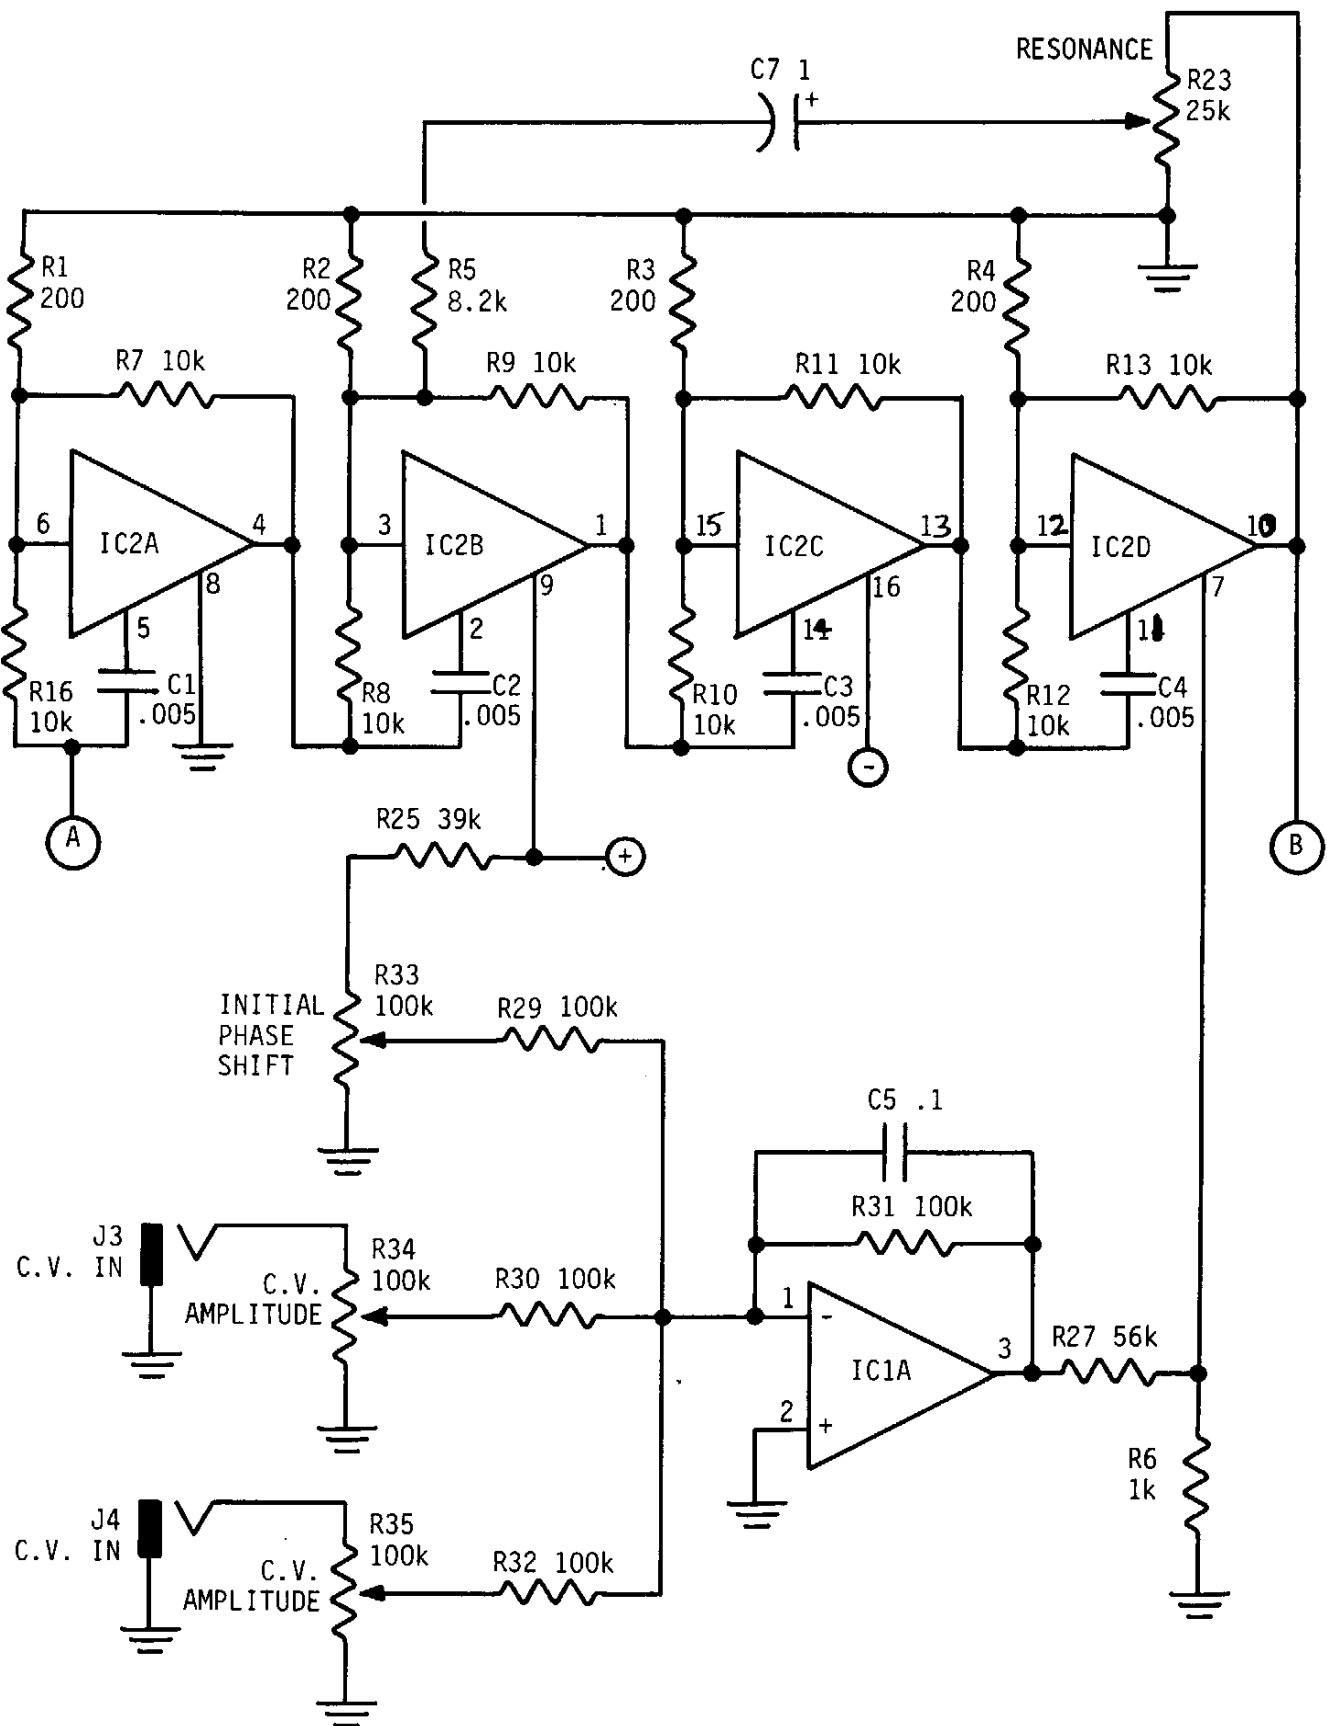 RESONANCE
C7 1
+
R23
25k
R1
200
R2
200
R5
8.2k
R3
200
R4
200
R7 10k
R9 10k
R11 10k
R13 10k
6
IC2A
4
8
5
3
IC2B
1
9
2
15
IC2C
13
16
14
12
IC2D
10
7
11
R16
10k
C1
.005
R8
10k
C2
.005
R10
10k
C3
.005
R12
10k
C4
.005
-
A
R25 39k
+
B
R33
100k
INITIAL
PHASE
SHIFT
R29 100k
C5 .1
R31 100k
J3
C.V. IN
R34
100k
C.V.
AMPLITUDE
R30 100k
1
-
IC1A
3
2
+
R27 56k
R6
1k
J4
C.V. IN
R35
100k
C.V.
AMPLITUDE
R32 100k